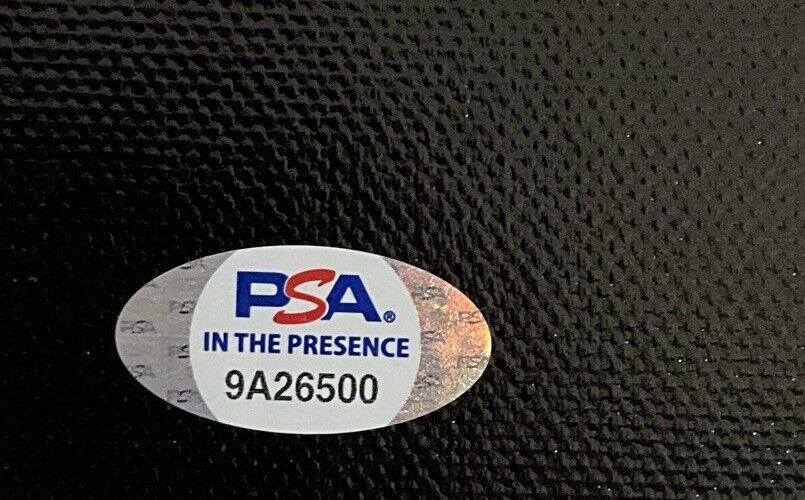 PSA®
IN THE PRESENCE
9A26500